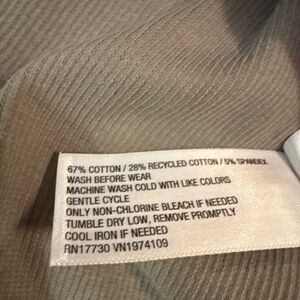 67% COTTON / 28% RECYCLED COTTON / 5% SPANDEX
WASH BEFORE WEAR
MACHINE WASH COLD WITH LIKE COLORS
GENTLE CYCLE
ONLY NON-CHLORINE BLEACH IF NEEDED
TUMBLE DRY LOW, REMOVE PROMPTLY
COOL IRON IF NEEDED
RN17730 VN1974109